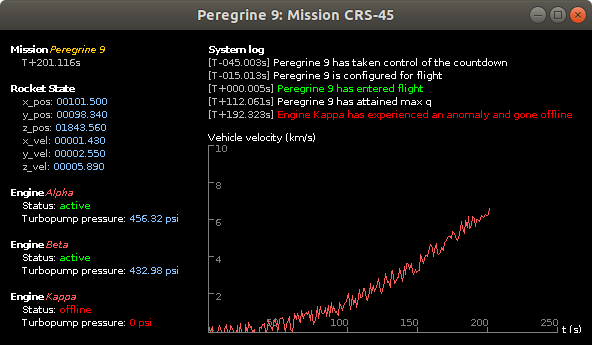 Peregrine 9: Mission CRS-45
Mission Peregrine 9
T+201.116s
Rocket State
x_pos: 00101.500
y_pos: 00098.340
z_pos: 01843.560
x_vel: 00001.430
y_vel: 00002.550
z_vel: 00005.890
Engine Alpha
Status: active
Turbopump pressure: 456.32 psi
Engine Beta
Status: active
Turbopump pressure: 432.98 psi
Engine Kappa
Status: offline
Turbopump pressure: 0 psi
System log
[T-045.003s] Peregrine 9 has taken control of the countdown
[T-015.013s] Peregrine 9 is configured for flight
[T+000.005s] Peregrine 9 has entered flight
[T+112.061s] Peregrine 9 has attained max q
[T+192.323s] Engine Kappa has experienced an anomaly and gone offline
Vehicle velocity (km/s)
10
8
6
4
2
50 100 150 200 250
t (s)